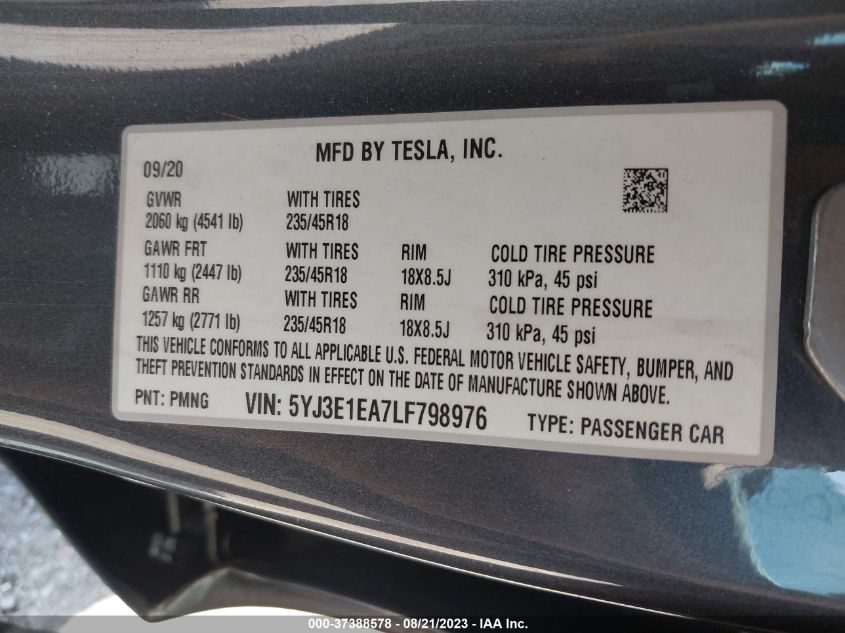 MFD BY TESLA, INC.
09/20
GVWR WITH TIRES
2060 kg (4541 lb) 235/45R18
GAWR FRT WITH TIRES RIM COLD TIRE PRESSURE
1110 kg (2447 lb) 235/45R18 18X8.5J 310 kPa, 45 psi
GAWR RR WITH TIRES RIM COLD TIRE PRESSURE
1257 kg (2771 lb) 235/45R18 18X8.5J 310 kPa, 45 psi
THIS VEHICLE CONFORMS TO ALL APPLICABLE U.S. FEDERAL MOTOR VEHICLE SAFETY, BUMPER, AND
THEFT PREVENTION STANDARDS IN EFFECT ON THE DATE OF MANUFACTURE SHOWN ABOVE.
PNT: PMNG VIN: 5YJ3E1EA7LF798976 TYPE: PASSENGER CAR
000-37388578 - 08/21/2023 - IAA Inc.